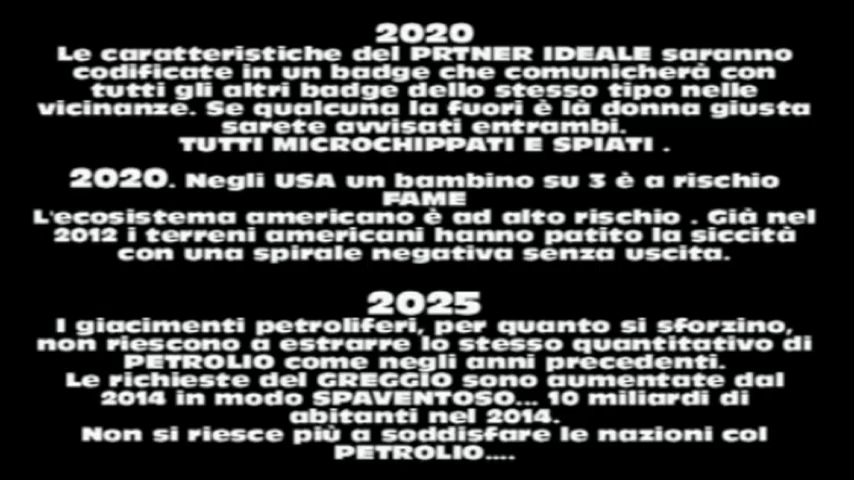 2020
Le caratteristiche del PRTNER IDEALE saranno
codificate in un badge che comunicherà con
tutti gli altri badge dello stesso tipo nelle
vicinanze. Se qualcuna la fuori è là donna giusta
sarete avvisati entrambi.
TUTTI MICROCHIPPATI E SPIATI .
2020. Negli USA un bambino su 3 è a rischio
FAME
L'ecosistema americano è ad alto rischio . Già nel
2012 i terreni americani hanno patito la siccità
con una spirale negativa senza uscita.
2025
I giacimenti petroliferi, per quanto si sforzino,
non riescono a estrarre lo stesso quantitativo di
PETROLIO come negli anni precedenti.
Le richieste del GREGGIO sono aumentate dal
2014 in modo SPAVENTOSO... 10 miliardi di
abitanti nel 2014.
Non si riesce più a soddisfare le nazioni col
PETROLIO....